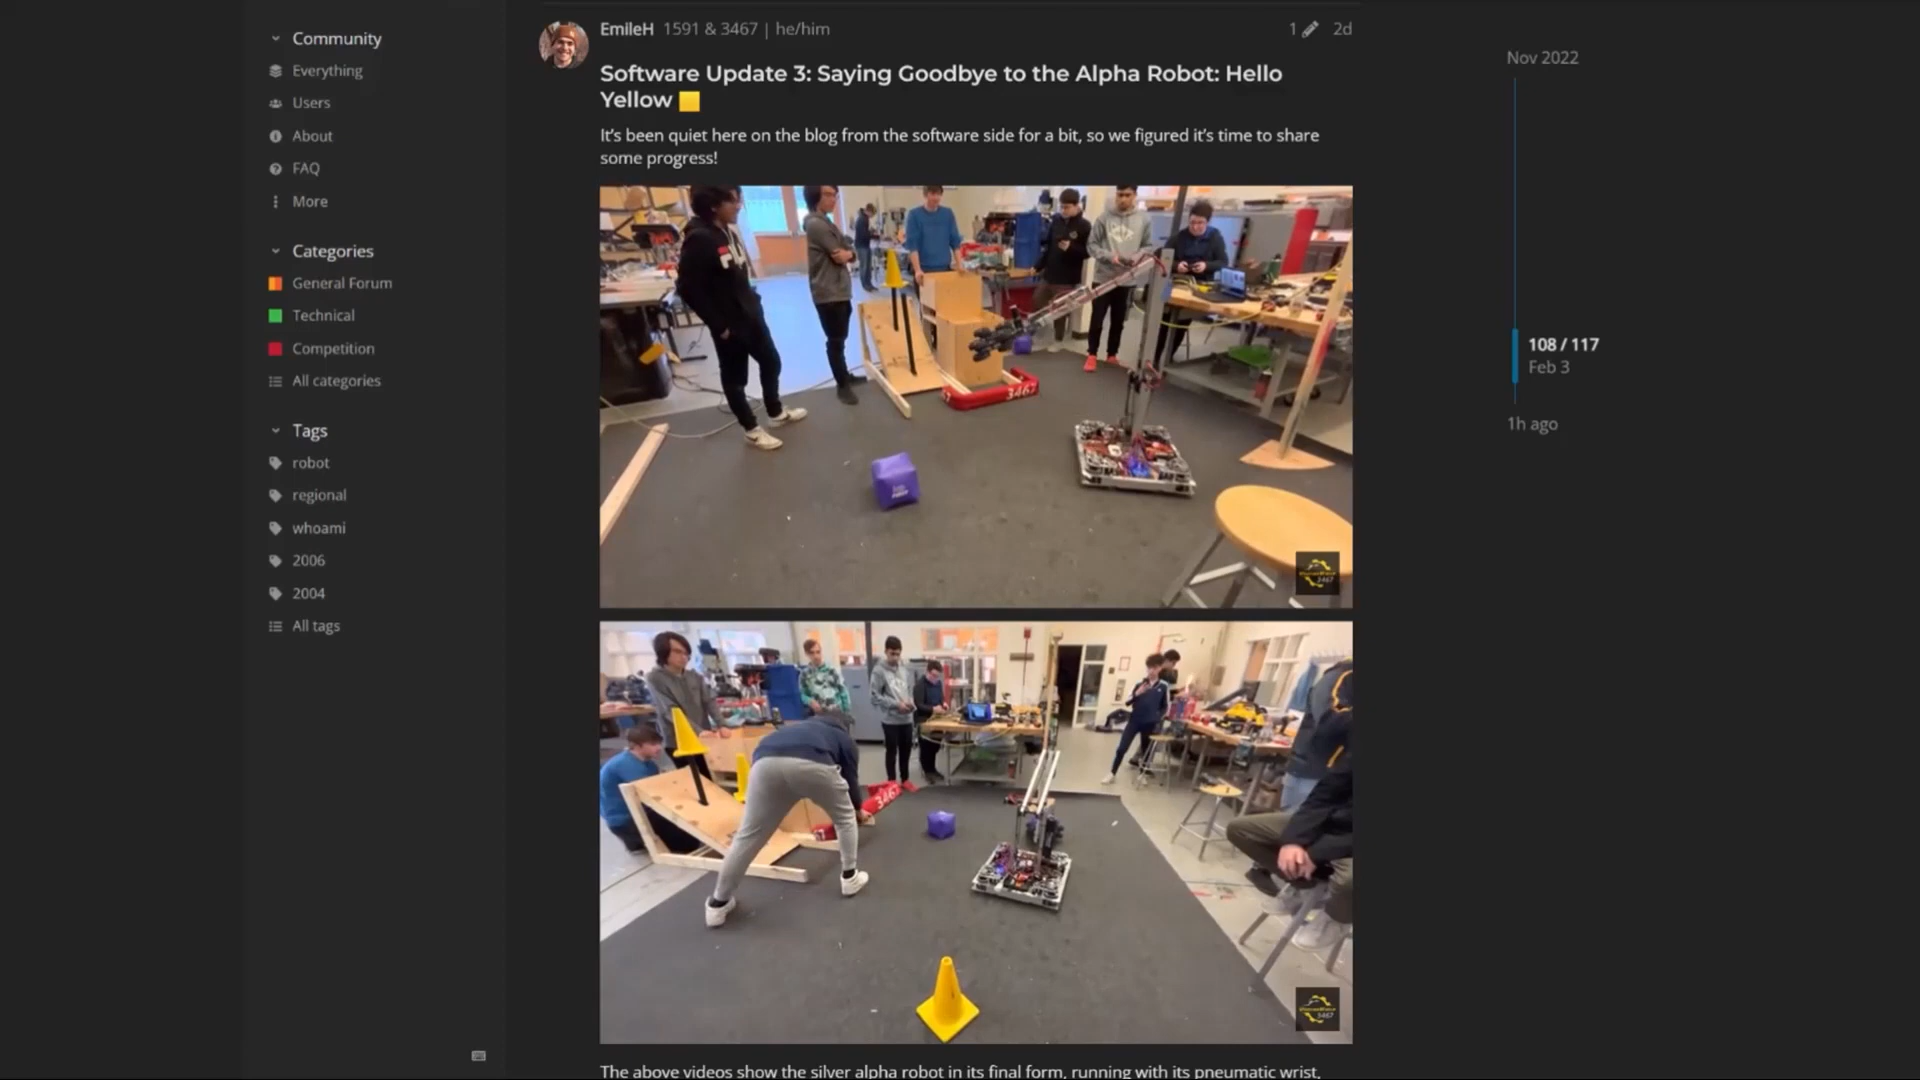 Community
Everything
Users
About
FAQ
More
Categories
General Forum
Technical
Competition
All categories
Tags
robot
regional
whoami
2006
2004
All tags
EmileH 1591 & 3467 | he/him
1 2d
Software Update 3: Saying Goodbye to the Alpha Robot: Hello
Yellow
It’s been quiet here on the blog from the software side for a bit, so we figured it’s time to share
some progress!
FILA
3467
3467
3467
3467
The above videos show the silver alpha robot in its final form, running with its pneumatic wrist,
Nov 2022
108 / 117
Feb 3
1h ago